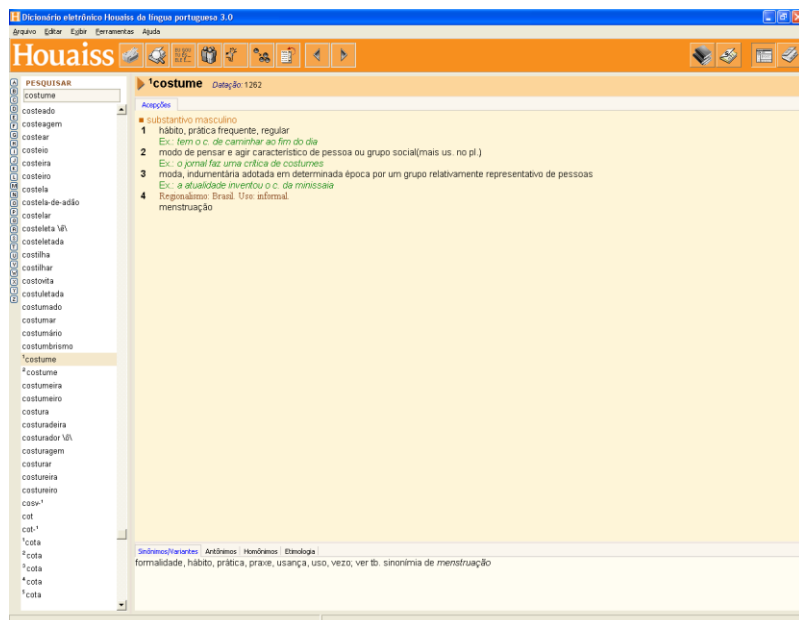 Dicionário eletrônico Houaiss da língua portuguesa 3.0
Arquivo Editar Exibir Ferramentas Ajuda
Houaiss
PESQUISAR
costume
costeado
costeagem
costear
costeio
costeira
costeiro
costela
costela-de-adão
costelar
costeleta \ê\
costeletada
costilha
costilhar
costovita
costuletada
costumado
costumar
costumário
costumbrismo
¹costume
²costume
costumeira
costumeiro
costura
costuradeira
costurador \ô\
costuragem
costurar
costureira
costureiro
cosv-¹
cot
cot-¹
¹cota
²cota
³cota
⁴cota
⁵cota
¹costume Datação: 1262
Acepções
substantivo masculino
1 hábito, prática frequente, regular
Ex.: tem o c. de caminhar ao fim do dia
2 modo de pensar e agir característico de pessoa ou grupo social(mais us. no pl.)
Ex.: o jornal faz uma crítica de costumes
3 moda, indumentária adotada em determinada época por um grupo relativamente representativo de pessoas
Ex.: a atualidade inventou o c. da minissaia
4 Regionalismo: Brasil. Uso: informal.
menstruação
Sinônimos/Variantes Antônimos Homônimos Etimologia
formalidade, hábito, prática, praxe, usança, uso, vezo; ver tb. sinonímia de menstruação